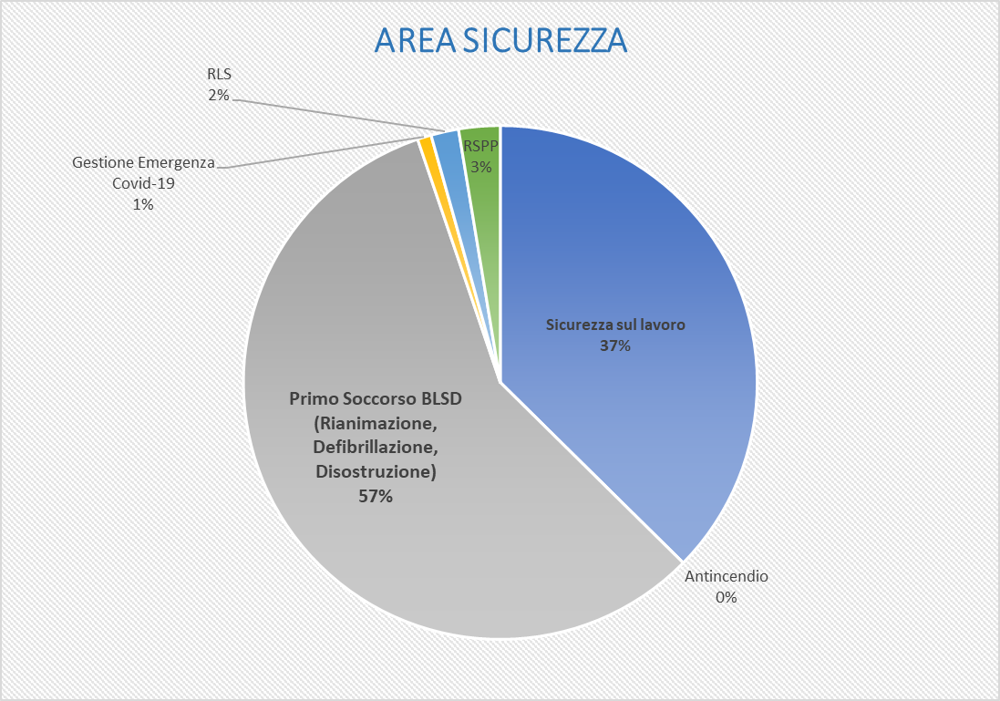 AREA SICUREZZA
RLS
2%
Gestione Emergenza
Covid-19
1%
RSPP
3%
Sicurezza sul lavoro
37%
Primo Soccorso BLSD
(Rianimazione,
Defibrillazione,
Disostruzione)
57%
Antincendio
0%